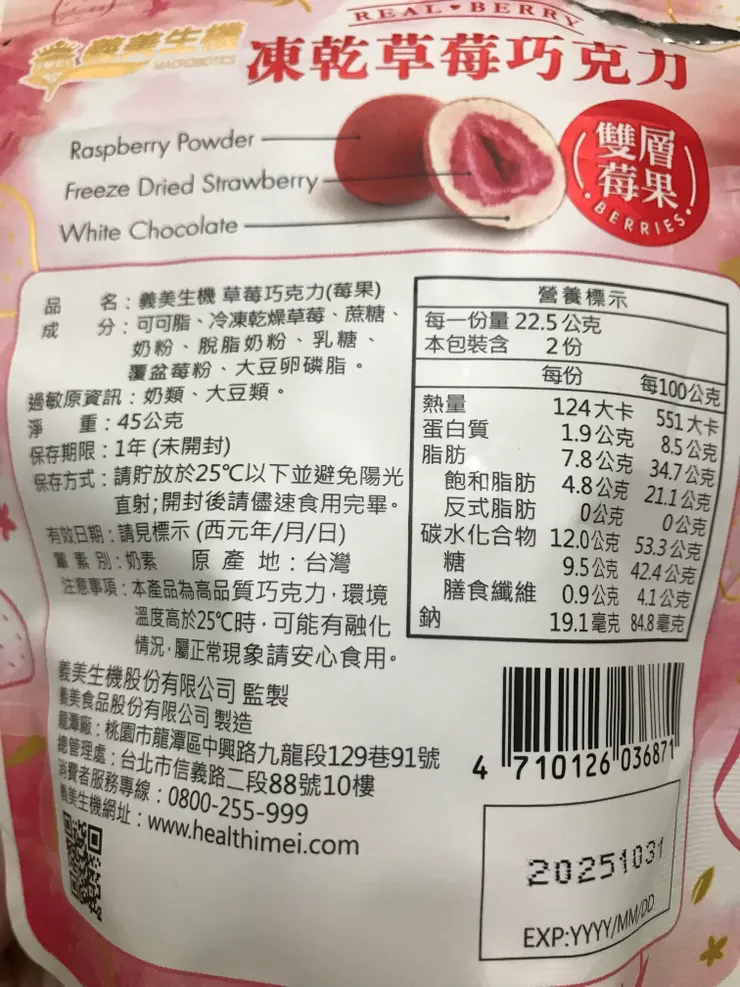 REAL♥BERRY
義美生機
MACROBIOTICS
凍乾草莓巧克力
Raspberry Powder
Freeze Dried Strawberry
White Chocolate
雙層
莓果
BERRIES
品名:義美生機 草莓巧克力(莓果)
成分:可可脂、冷凍乾燥草莓、蔗糖、
奶粉、脫脂奶粉、乳糖、
覆盆莓粉、大豆卵磷脂。
過敏原資訊:奶類、大豆類。
淨重:45公克
保存期限:1年(未開封)
保存方式:請貯放於25℃以下並避免陽光
直射;開封後請儘速食用完畢。
有效日期:請見標示(西元年/月/日)
葷素別:奶素 原產地:台灣
注意事項:本產品為高品質巧克力,環境
溫度高於25℃時,可能有融化
情況,屬正常現象請安心食用。
義美生機股份有限公司 監製
義美食品股份有限公司 製造
龍潭廠:桃園市龍潭區中興路九龍段129巷91號
總管理處:台北市信義路二段88號10樓
消費者服務專線:0800-255-999
義美生機網址:www.healthimei.com
營養標示
每一份量 22.5公克
本包裝含 2份
每份 每100公克
熱量 124大卡 551大卡
蛋白質 1.9公克 8.5公克
脂肪 7.8公克 34.7公克
飽和脂肪 4.8公克 21.1公克
反式脂肪 0公克 0公克
碳水化合物 12.0公克 53.3公克
糖 9.5公克 42.4公克
膳食纖維 0.9公克 4.1公克
鈉 19.1毫克 84.8毫克
4 710126 036871
20251031
EXP:YYYY/MM/DD